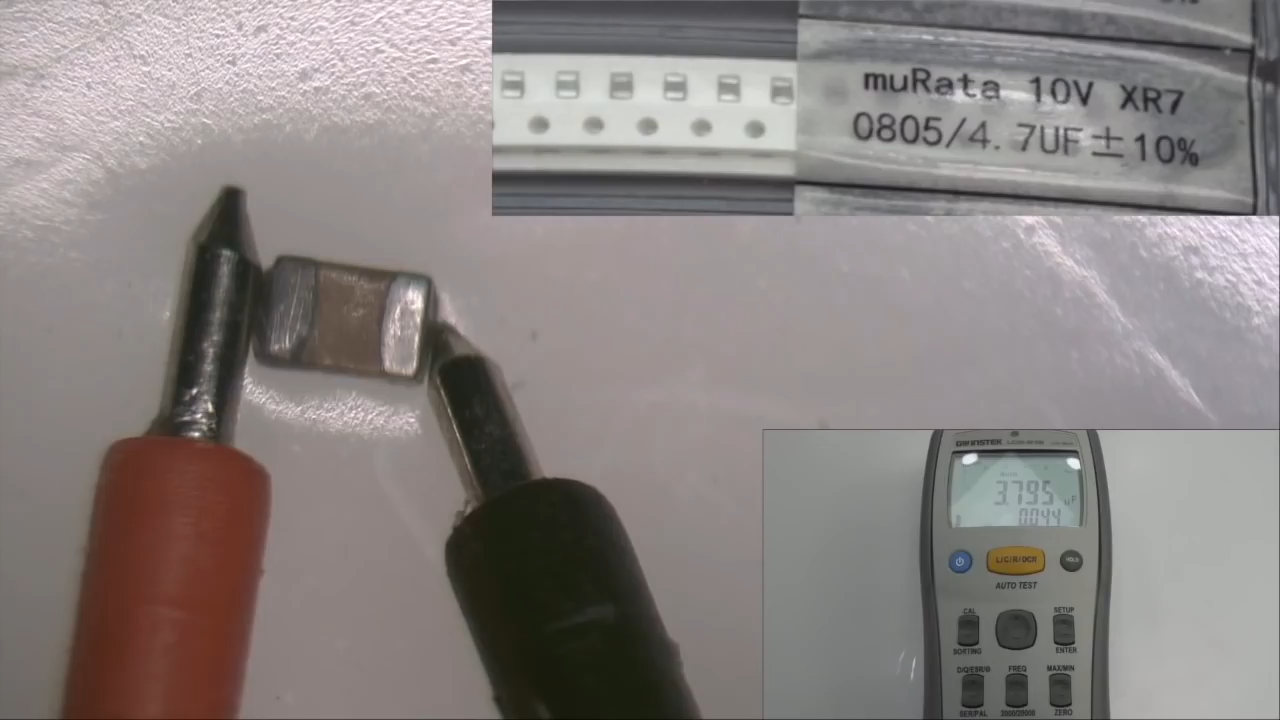 muRata 10V XR7
0805/4.7UF±10%
GWINSTEK
3.795 uF
0.044
L/C/R/DCR
HOLD
AUTO TEST
CAL
SETUP
SORTING
ENTER
D/Q/ESR/θ
FREQ
MAX/MIN
SER/PAL
ZERO